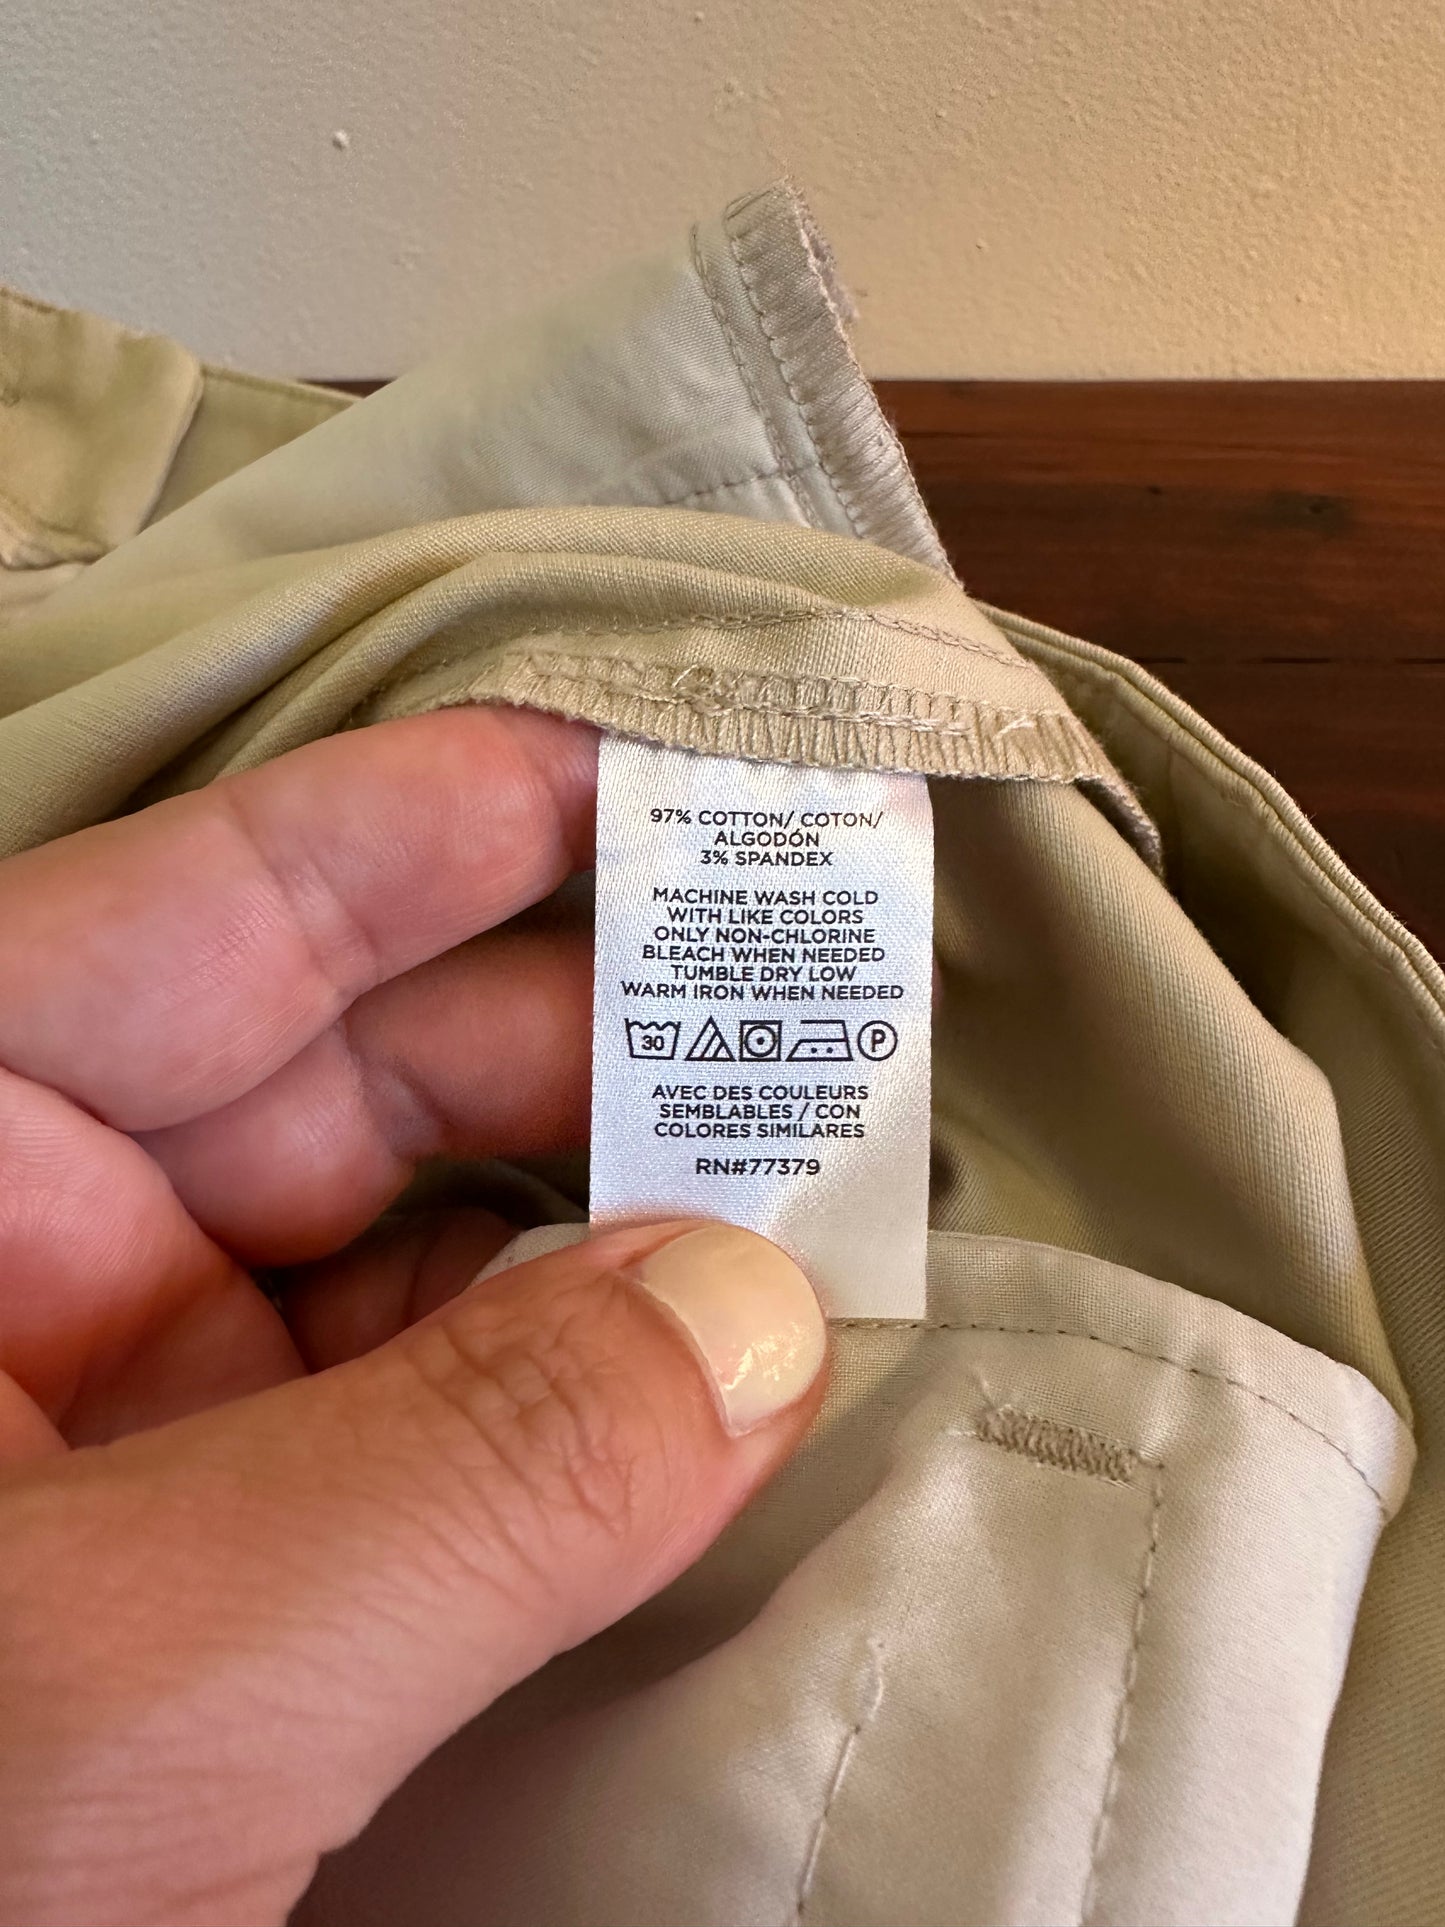 97% COTTON/ COTON/
ALGODÓN
3% SPANDEX
MACHINE WASH COLD
WITH LIKE COLORS
ONLY NON-CHLORINE
BLEACH WHEN NEEDED
TUMBLE DRY LOW
WARM IRON WHEN NEEDED
30 P
AVEC DES COULEURS
SEMBLABLES / CON
COLORES SIMILARES
RN#77379